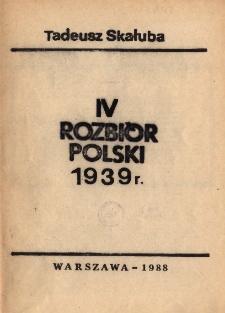 Tadeusz Skałuba
IV
ROZBIÓR
POLSKI
1939r.
WARSZAWA – 1988